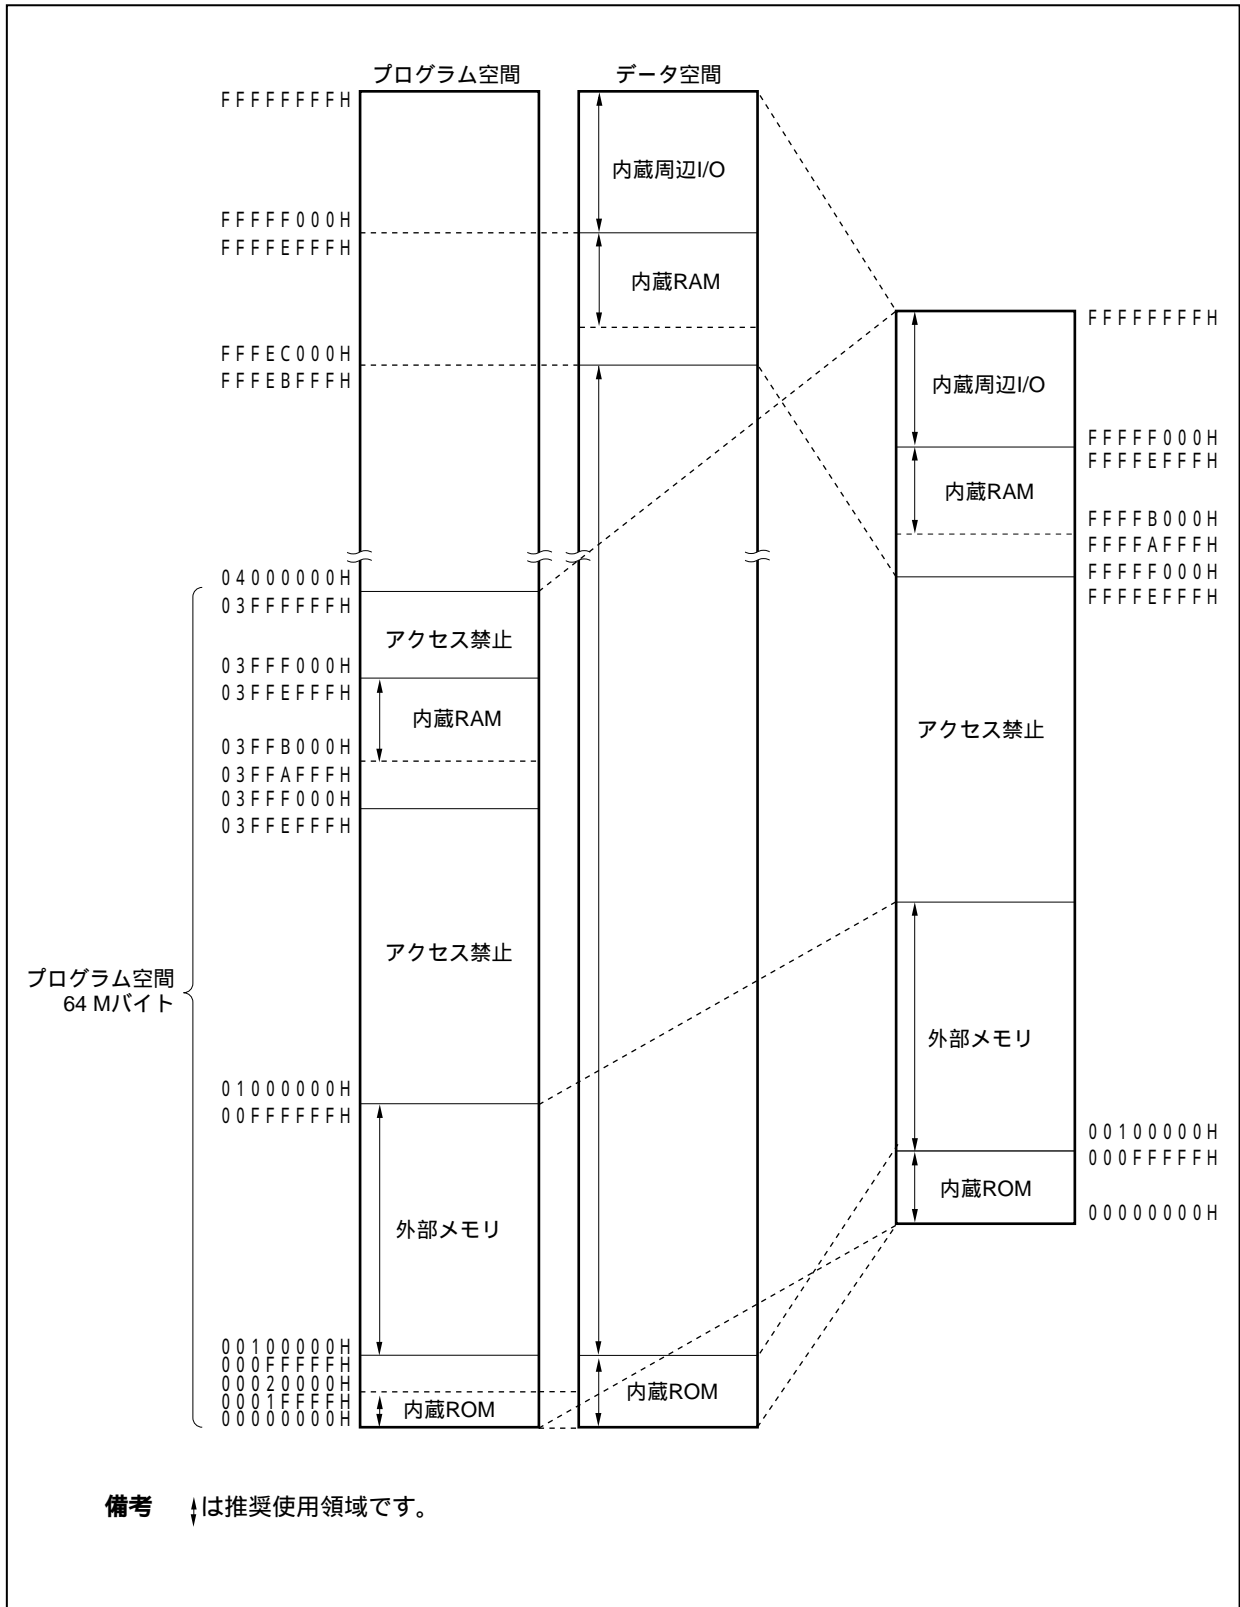 プログラム空間
データ空間
FFFFFFFFH
内蔵周辺I/O
FFFFF000H
FFFFEFFFH
内蔵RAM
FFFEC000H
FFFEBFFFH
04000000H
03FFFFFFH
アクセス禁止
03FFF000H
03FFEFFFH
内蔵RAM
03FFB000H
03FFAFFFH
03FFF000H
03FFEFFFH
アクセス禁止
プログラム空間
64 Mバイト
01000000H
00FFFFFFH
外部メモリ
00100000H
000FFFFFH
00020000H
0001FFFFH
00000000H
内蔵ROM
内蔵ROM
FFFFFFFFH
内蔵周辺I/O
FFFFF000H
FFFFEFFFH
内蔵RAM
FFFFB000H
FFFFAFFFH
FFFFF000H
FFFFEFFFH
アクセス禁止
外部メモリ
00100000H
000FFFFFH
内蔵ROM
00000000H
備考 ↕は推奨使用領域です。